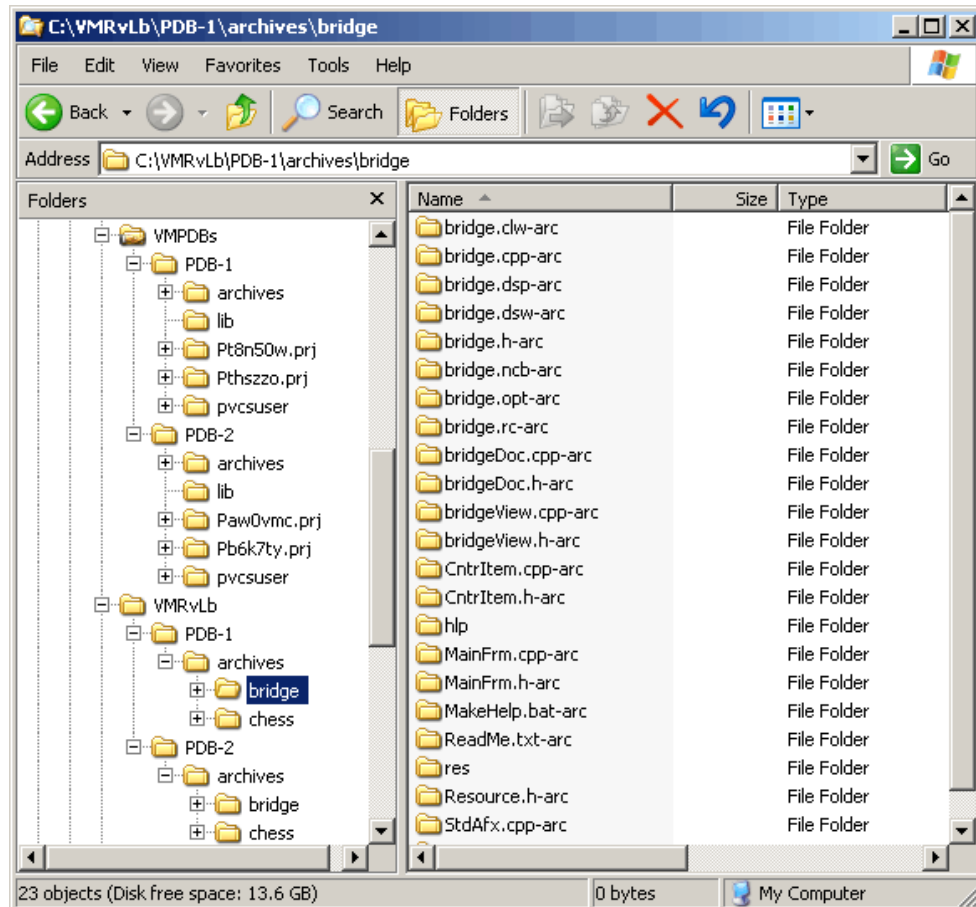 C:\VMRvLb\PDB-1\archives\bridge
File Edit View Favorites Tools Help
Back Search Folders
Address C:\VMRvLb\PDB-1\archives\bridge Go
Folders
VMPDBs
PDB-1
archives
lib
Pt8n50w.prj
Pthszzo.prj
pvcsuser
PDB-2
archives
lib
Paw0vmc.prj
Pb6k7ty.prj
pvcsuser
VMRvLb
PDB-1
archives
bridge
chess
PDB-2
archives
bridge
chess
Name Size Type
bridge.clw-arc File Folder
bridge.cpp-arc File Folder
bridge.dsp-arc File Folder
bridge.dsw-arc File Folder
bridge.h-arc File Folder
bridge.ncb-arc File Folder
bridge.opt-arc File Folder
bridge.rc-arc File Folder
bridgeDoc.cpp-arc File Folder
bridgeDoc.h-arc File Folder
bridgeView.cpp-arc File Folder
bridgeView.h-arc File Folder
CntrItem.cpp-arc File Folder
CntrItem.h-arc File Folder
hlp File Folder
MainFrm.cpp-arc File Folder
MainFrm.h-arc File Folder
MakeHelp.bat-arc File Folder
ReadMe.txt-arc File Folder
res File Folder
Resource.h-arc File Folder
StdAfx.cpp-arc File Folder
23 objects (Disk free space: 13.6 GB) 0 bytes My Computer